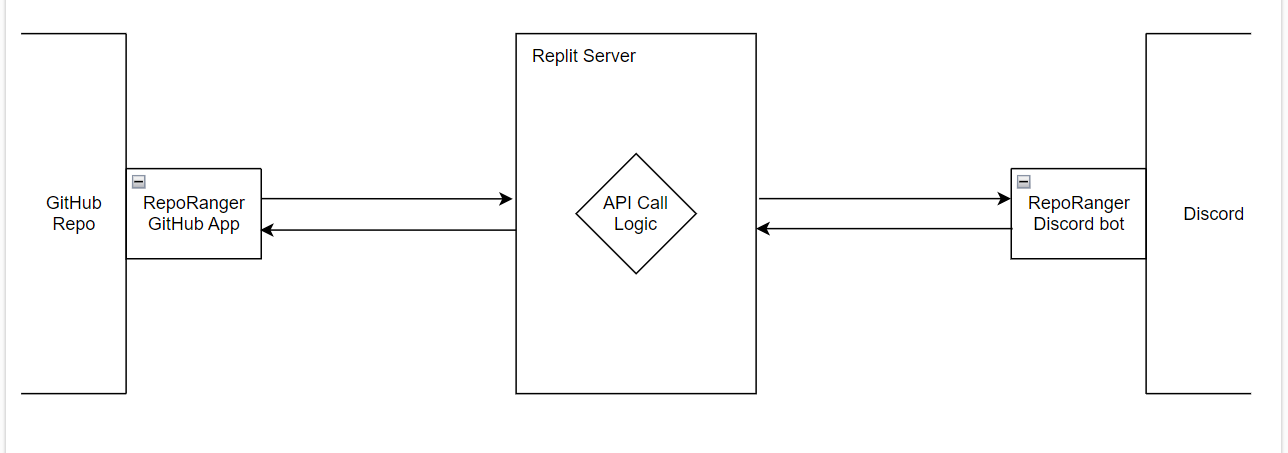 Replit Server
GitHub
Repo
RepoRanger
GitHub App
API Call
Logic
RepoRanger
Discord bot
Discord